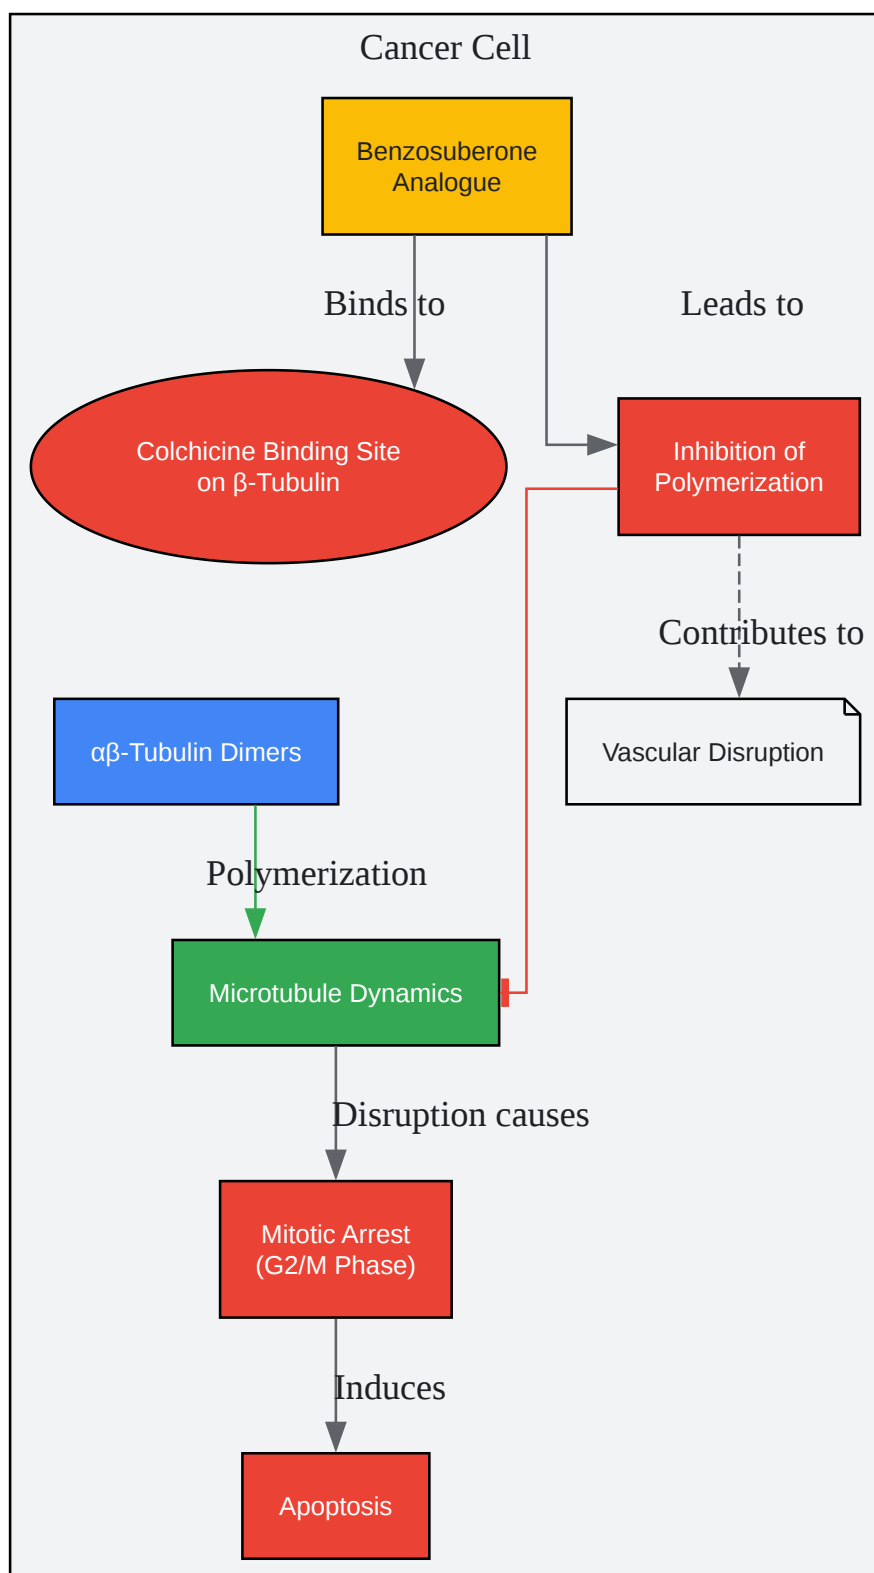 Cancer Cell
Benzosuberone
Analogue
Binds to
Leads to
Colchicine Binding Site
on β-Tubulin
Inhibition of
Polymerization
Contributes to
αβ-Tubulin Dimers
Vascular Disruption
Polymerization
Microtubule Dynamics
Disruption causes
Mitotic Arrest
(G2/M Phase)
Induces
Apoptosis